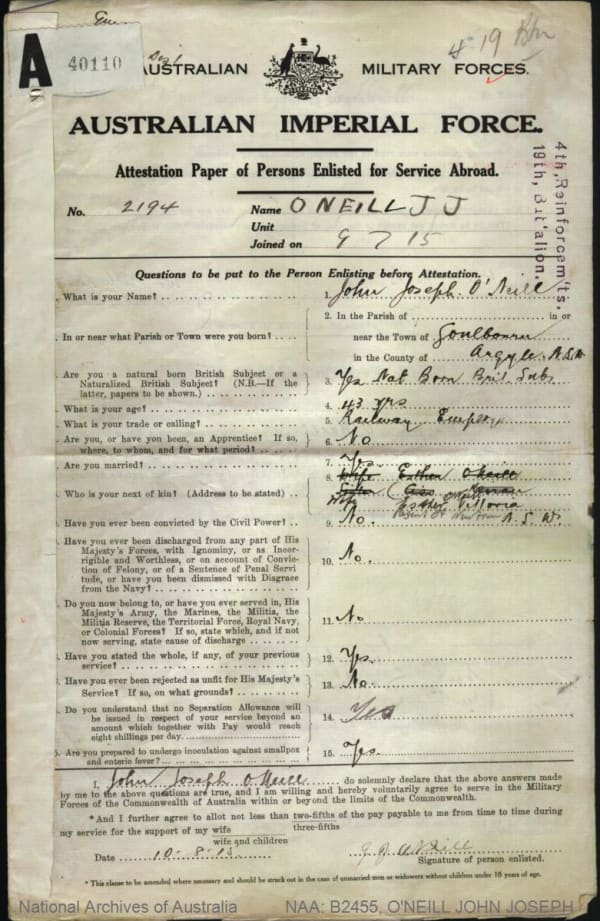 A
40110
AUSTRALIAN MILITARY FORCES.
19 Bn
AUSTRALIAN IMPERIAL FORCE.
Attestation Paper of Persons Enlisted for Service Abroad.
4th, Reinforcem'ts.
19th, Bat'alion.
No. 2194 Name O NEILL J J
Unit
Joined on 9 7 15
Questions to be put to the Person Enlisting before Attestation.
. What is your Name? 1. John Joseph O'Neill
. In or near what Parish or Town were you born? 2. In the Parish of in or
near the Town of Goulbourn
in the County of Argyle. N.S.W
. Are you a natural born British Subject or a
Naturalized British Subject? (N.B.—If the
latter, papers to be shown.) 3. Yes Nat Born Brit Subs
. What is your age? 4. 43 yrs
. What is your trade or calling? 5. Railway Employ
. Are you, or have you been, an Apprentice? If so,
where, to whom, and for what period? 6. No
. Are you married? 7. Yes.
. Who is your next of kin? (Address to be stated) 8. Wife Esther O'Neill
Wife Esther Victoria
N. S. W.
. Have you ever been convicted by the Civil Power? 9. No.
. Have you ever been discharged from any part of His
Majesty's Forces, with Ignominy, or as Incor-
rigible and Worthless, or on account of Convic-
tion of Felony, or of a Sentence of Penal Servi
tude, or have you been dismissed with Disgrace
from the Navy? 10. No.
. Do you now belong to, or have you ever served in, His
Majesty's Army, the Marines, the Militia, the
Militia Reserve, the Territorial Force, Royal Navy,
or Colonial Forces? If so, state which, and if not
now serving, state cause of discharge 11. No
. Have you stated the whole, if any, of your previous
service? 12. Yes.
. Have you ever been rejected as unfit for His Majesty's
Service? If so, on what grounds? 13. No.
. Do you understand that no Separation Allowance will
be issued in respect of your service beyond an
amount which together with Pay would reach
eight shillings per day. 14. Yes
. Are you prepared to undergo inoculation against smallpox
and enteric fever? 15. Yes.
I, John Joseph O'Neill do solemnly declare that the above answers made
by me to the above questions are true, and I am willing and hereby voluntarily agree to serve in the Military
Forces of the Commonwealth of Australia within or beyond the limits of the Commonwealth.
*And I further agree to allot not less than two-fifths of the pay payable to me from time to time during
three-fifths
my service for the support of my wife
wife and children
Date 10-8-15 J J O'Neill
Signature of person enlisted.
* This clause to be amended where necessary and should be struck out in the case of unmarried men or widowers without children under 18 years of age.
National Archives of Australia NAA: B2455, O'NEILL JOHN JOSEPH